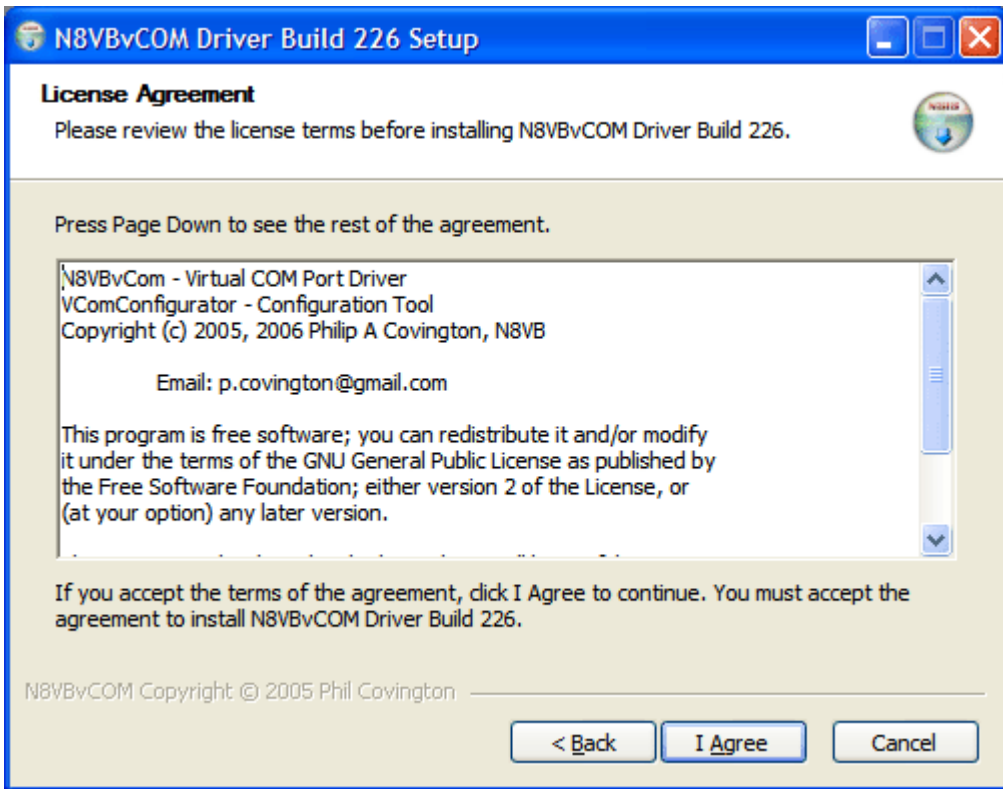 N8VBvCOM Driver Build 226 Setup
License Agreement
Please review the license terms before installing N8VBvCOM Driver Build 226.
Press Page Down to see the rest of the agreement.
N8VBvCom - Virtual COM Port Driver
VComConfigurator - Configuration Tool
Copyright (c) 2005, 2006 Philip A Covington, N8VB
Email: p.covington@gmail.com
This program is free software; you can redistribute it and/or modify
it under the terms of the GNU General Public License as published by
the Free Software Foundation; either version 2 of the License, or
(at your option) any later version.
If you accept the terms of the agreement, click I Agree to continue. You must accept the
agreement to install N8VBvCOM Driver Build 226.
N8VBvCOM Copyright © 2005 Phil Covington
< Back I Agree Cancel